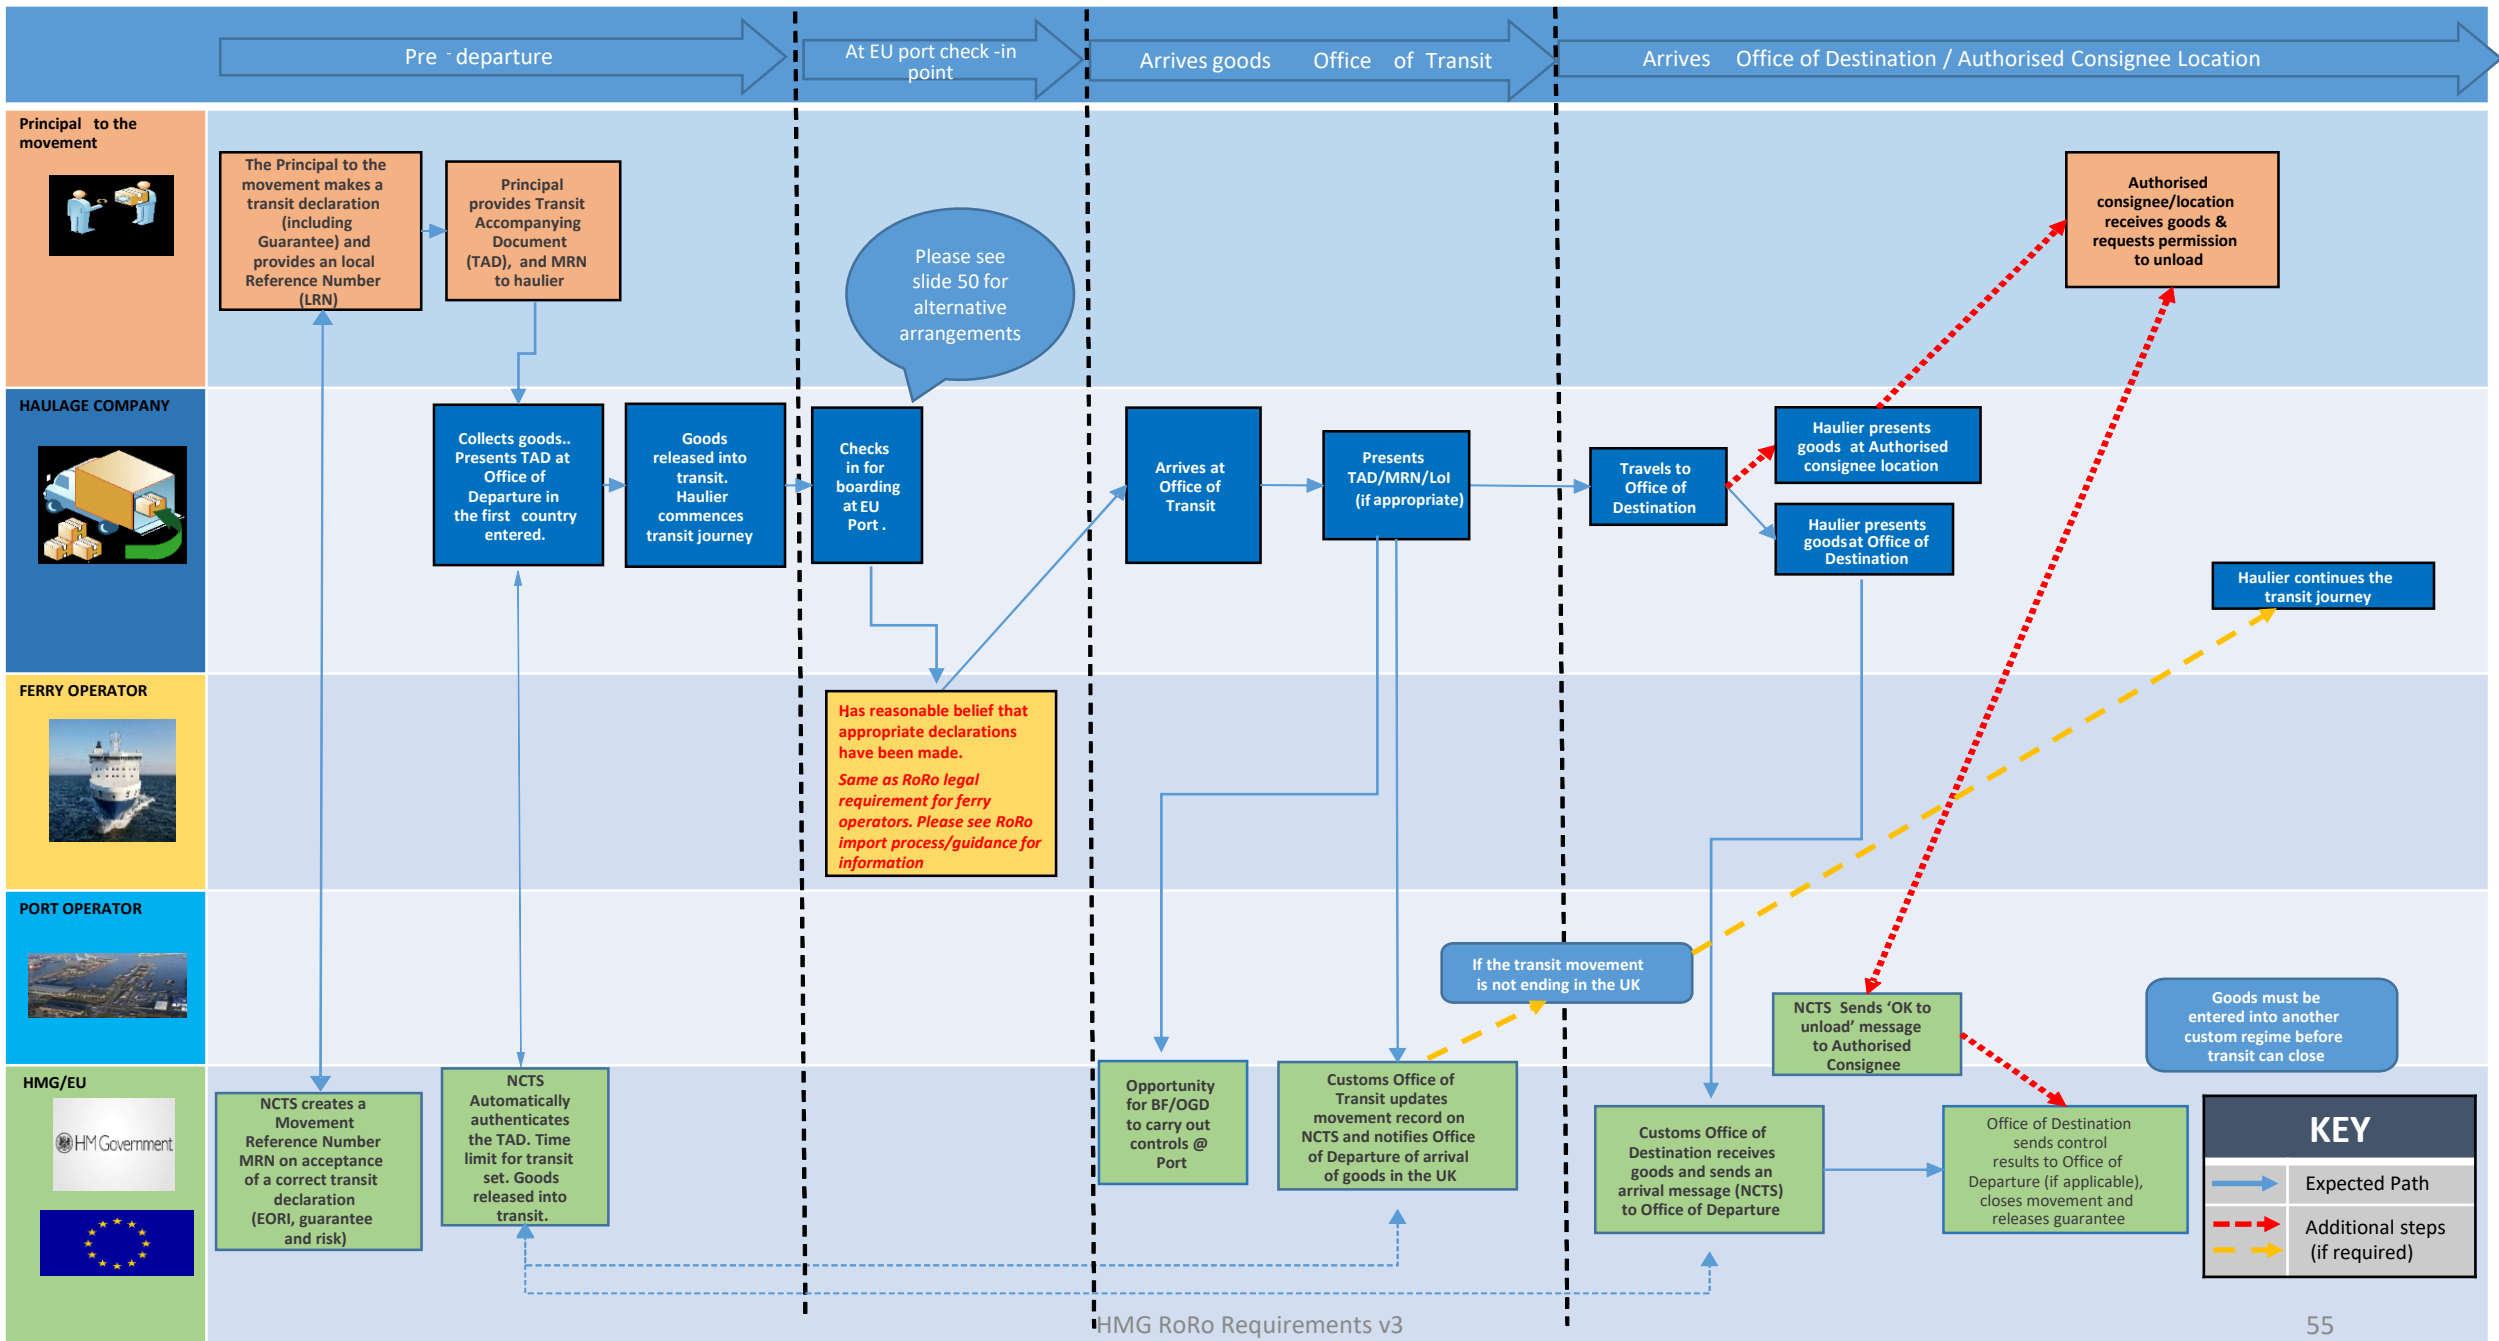 Pre - departure
At EU port check -in
point
Arrives goods Office of Transit
Arrives Office of Destination / Authorised Consignee Location
Principal to the
movement
The Principal to the
movement makes a
transit declaration
(including
Guarantee) and
provides an local
Reference Number
(LRN)
Principal
provides Transit
Accompanying
Document
(TAD), and MRN
to haulier
Please see
slide 50 for
alternative
arrangements
Authorised
consignee/location
receives goods &
requests permission
to unload
HAULAGE COMPANY
Collects goods..
Presents TAD at
Office of
Departure in
the first country
entered.
Goods
released into
transit.
Haulier
commences
transit journey
Checks
in for
boarding
at EU
Port .
Arrives at
Office of
Transit
Presents
TAD/MRN/LoI
(if appropriate)
Travels to
Office of
Destination
Haulier presents
goods at Authorised
consignee location
Haulier presents
goods at Office of
Destination
Haulier continues the
transit journey
FERRY OPERATOR
Has reasonable belief that
appropriate declarations
have been made.
Same as RoRo legal
requirement for ferry
operators. Please see RoRo
import process/guidance for
information
PORT OPERATOR
If the transit movement
is not ending in the UK
NCTS Sends ‘OK to
unload’ message
to Authorised
Consignee
Goods must be
entered into another
custom regime before
transit can close
HMG/EU
HM Government
NCTS creates a
Movement
Reference Number
MRN on acceptance
of a correct transit
declaration
(EORI, guarantee
and risk)
NCTS
Automatically
authenticates
the TAD. Time
limit for transit
set. Goods
released into
transit.
Opportunity
for BF/OGD
to carry out
controls @
Port
Customs Office of
Transit updates
movement record on
NCTS and notifies Office
of Departure of arrival
of goods in the UK
Customs Office of
Destination receives
goods and sends an
arrival message (NCTS)
to Office of Departure
Office of Destination
sends control
results to Office of
Departure (if applicable),
closes movement and
releases guarantee
KEY
Expected Path
Additional steps
(if required)
HMG RoRo Requirements v3
55